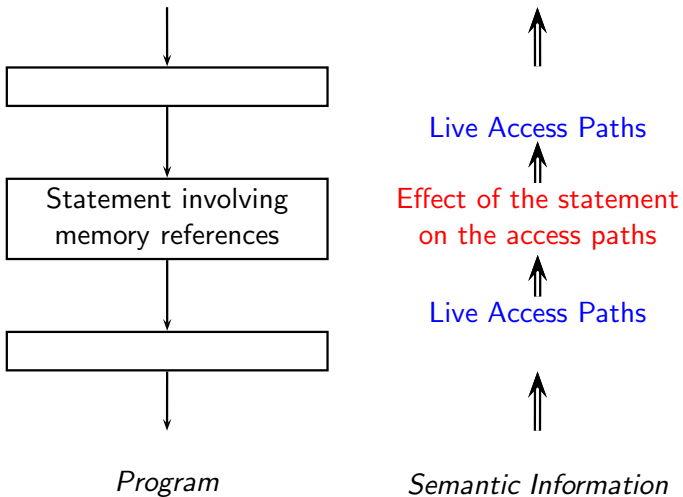 Live Access Paths
Statement involving
memory references
Effect of the statement
on the access paths
Live Access Paths
Program
Semantic Information